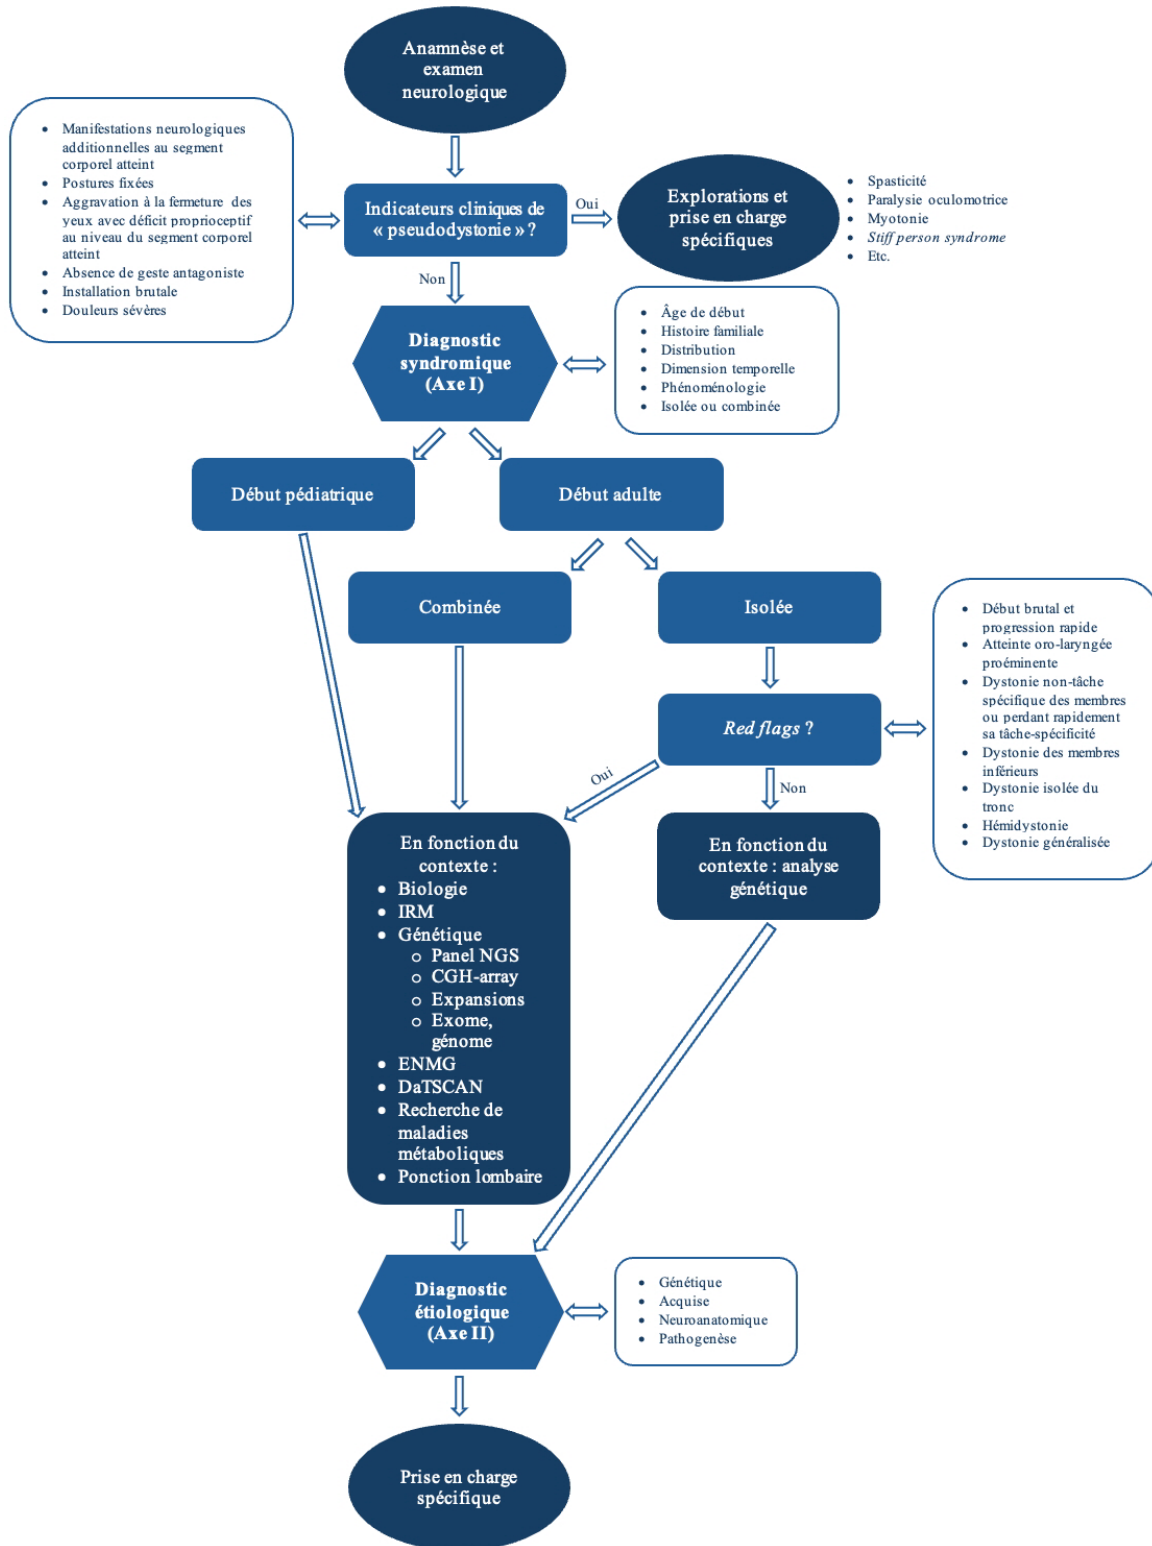 Anamnèse et
examen
neurologique
• Manifestations neurologiques
additionnelles au segment
corporel atteint
• Postures fixées
• Aggravation à la fermeture des
yeux avec déficit proprioceptif
au niveau du segment corporel
atteint
• Absence de geste antagoniste
• Installation brutale
• Douleurs sévères
Indicateurs cliniques de
« pseudodystonie » ?
Oui
Explorations et
prise en charge
spécifiques
• Spasticité
• Paralysie oculomotrice
• Myotonie
• Stiff person syndrome
• Etc.
Non
Diagnostic
syndromique
(Axe I)
• Âge de début
• Histoire familiale
• Distribution
• Dimension temporelle
• Phénoménologie
• Isolée ou combinée
Début pédiatrique
Début adulte
Combinée
Isolée
Red flags ?
• Début brutal et
progression rapide
• Atteinte oro-laryngée
proéminente
• Dystonie non-tâche
spécifique des membres
ou perdant rapidement
sa tâche-spécificité
• Dystonie des membres
inférieurs
• Dystonie isolée du
tronc
• Hémidystonie
• Dystonie généralisée
Oui
Non
En fonction du
contexte :
• Biologie
• IRM
• Génétique
o Panel NGS
o CGH-array
o Expansions
o Exome,
génome
• ENMG
• DaTSCAN
• Recherche de
maladies
métaboliques
• Ponction lombaire
En fonction du
contexte : analyse
génétique
Diagnostic
étiologique
(Axe II)
• Génétique
• Acquise
• Neuroanatomique
• Pathogenèse
Prise en charge
spécifique